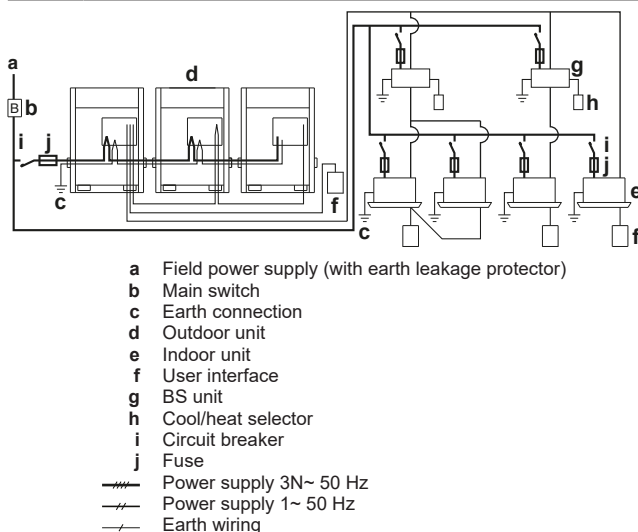 d
a
g
B b
h
i j
i
j
e
c
f
c
f
a Field power supply (with earth leakage protector)
b Main switch
c Earth connection
d Outdoor unit
e Indoor unit
f User interface
g BS unit
h Cool/heat selector
i Circuit breaker
j Fuse
Power supply 3N~ 50 Hz
Power supply 1~ 50 Hz
Earth wiring